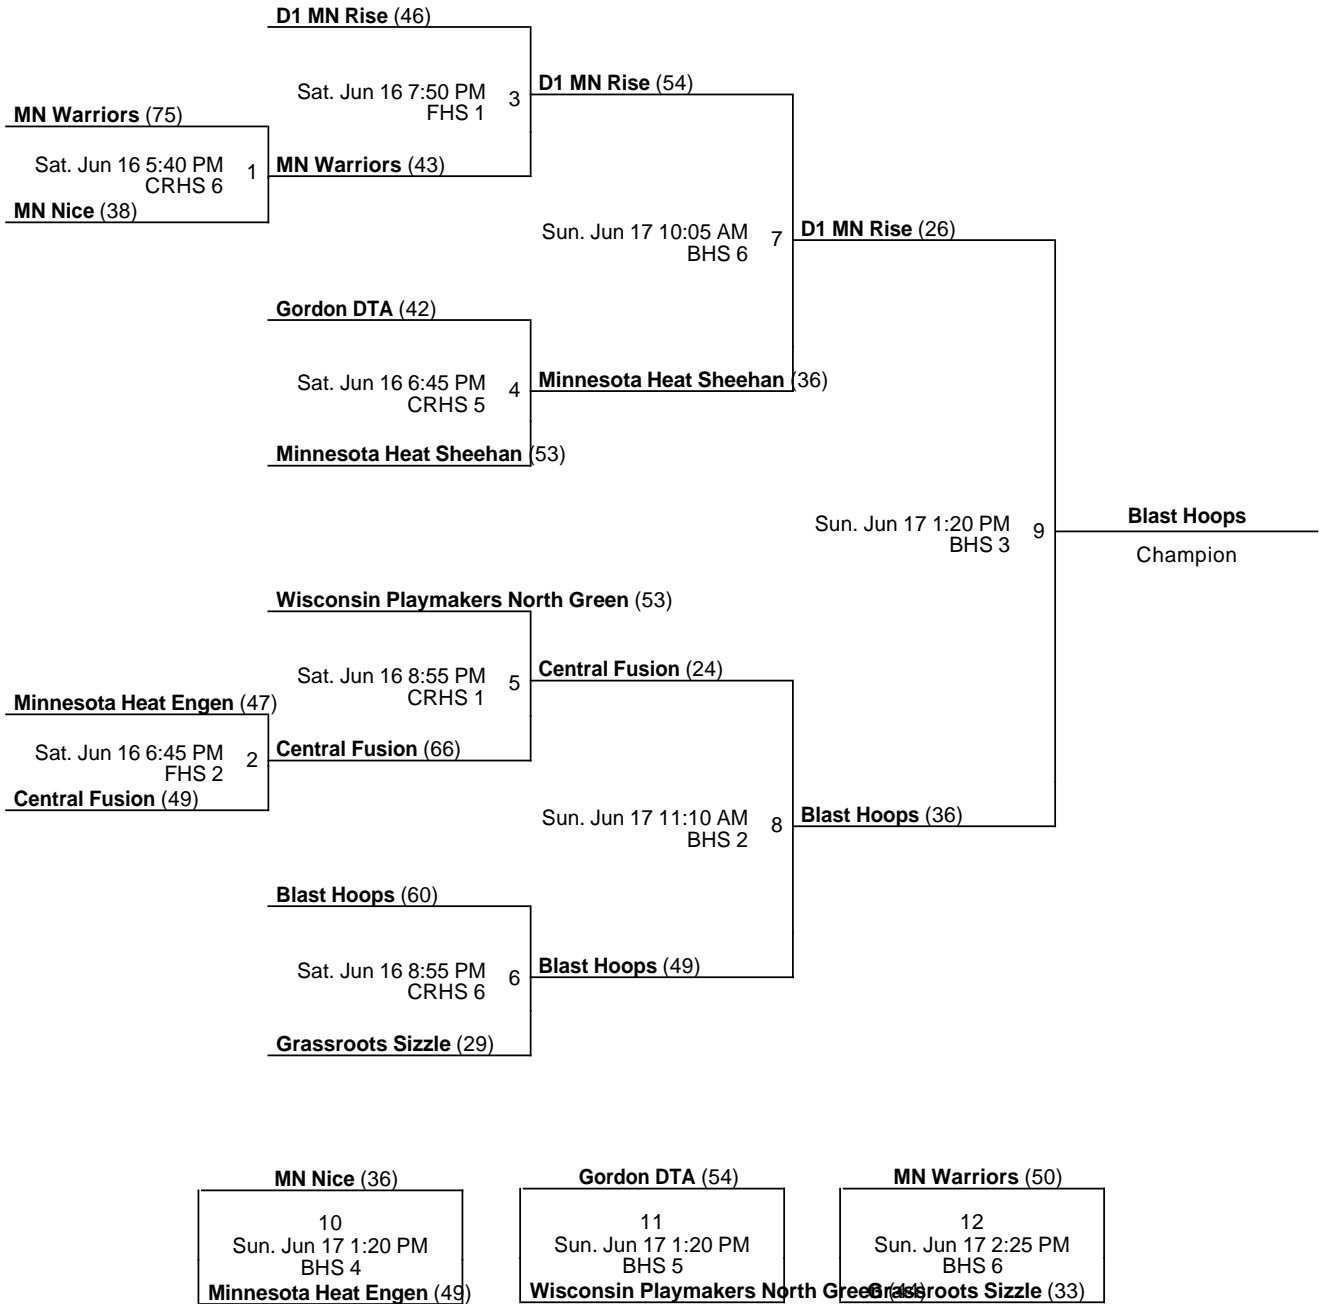 D1 MN Rise (46)
Sat. Jun 16 7:50 PM 3
FHS 1
D1 MN Rise (54)
MN Warriors (75)
Sat. Jun 16 5:40 PM 1
CRHS 6
MN Warriors (43)
MN Nice (38)
Sun. Jun 17 10:05 AM 7
BHS 6
D1 MN Rise (26)
Gordon DTA (42)
Sat. Jun 16 6:45 PM 4
CRHS 5
Minnesota Heat Sheehan (36)
Minnesota Heat Sheehan (53)
Sun. Jun 17 1:20 PM 9
BHS 3
Blast Hoops
Champion
Wisconsin Playmakers North Green (53)
Sat. Jun 16 8:55 PM 5
CRHS 1
Central Fusion (24)
Minnesota Heat Engen (47)
Sat. Jun 16 6:45 PM 2
FHS 2
Central Fusion (66)
Central Fusion (49)
Sun. Jun 17 11:10 AM 8
BHS 2
Blast Hoops (36)
Blast Hoops (60)
Sat. Jun 16 8:55 PM 6
CRHS 6
Blast Hoops (49)
Grassroots Sizzle (29)
MN Nice (36)
10
Sun. Jun 17 1:20 PM
BHS 4
Minnesota Heat Engen (49)
Gordon DTA (54)
11
Sun. Jun 17 1:20 PM
BHS 5
Wisconsin Playmakers North Green (44)
MN Warriors (50)
12
Sun. Jun 17 2:25 PM
BHS 6
Grassroots Sizzle (33)